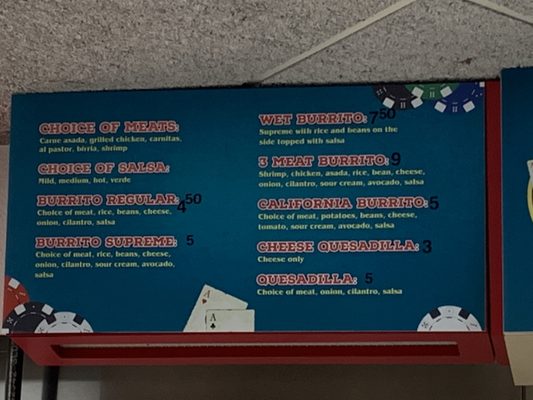 CHOICE OF MEATS:
Carne asada, grilled chicken, carnitas,
al pastor, birria, shrimp
CHOICE OF SALSA:
Mild, medium, hot, verde
BURRITO REGULAR: 4 50
Choice of meat, rice, beans, cheese,
onion, cilantro, salsa
BURRITO SUPREME: 5
Choice of meat, rice, beans, cheese,
onion, cilantro, sour cream, avocado,
salsa
WET BURRITO: 7 50
Supreme with rice and beans on the
side topped with salsa
3 MEAT BURRITO: 9
Shrimp, chicken, asada, rice, bean, cheese,
onion, cilantro, sour cream, avocado, salsa
CALIFORNIA BURRITO: 5
Choice of meat, potatoes, beans, cheese,
tomato, sour cream, avocado, salsa
CHEESE QUESADILLA: 3
Cheese only
QUESADILLA: 5
Choice of meat, onion, cilantro, salsa
A